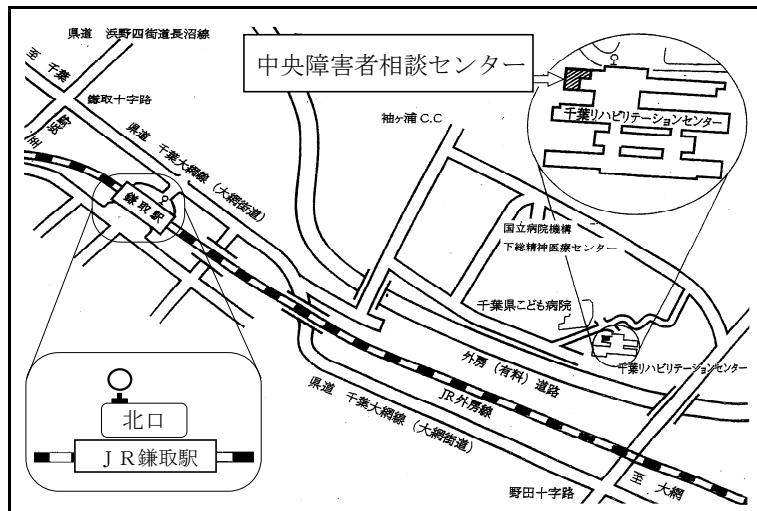 県道 浜野四街道長沼線
至 千葉
鎌取十字路
至 浜野
県道 千葉大網線（大網街道）
鎌取駅
中央障害者相談センター
千葉リハビリテーションセンター
袖ヶ浦C.C
国立病院機構
下総精神医療センター
千葉県こども病院
千葉リハビリテーションセンター
外房（有料）道路
JR外房線
県道 千葉大網線（大網街道）
至 大網
野田十字路
北口
ＪＲ鎌取駅